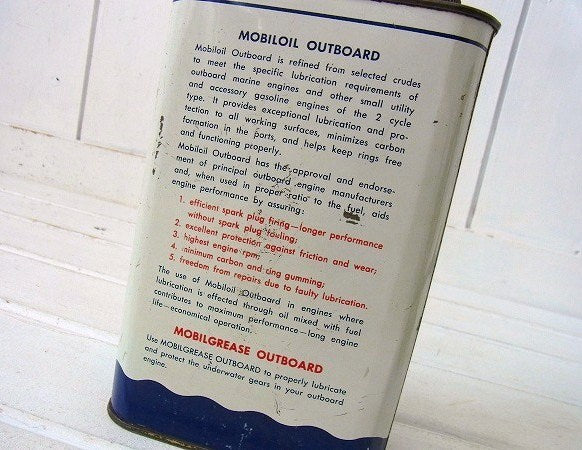 MOBILOIL OUTBOARD
Mobiloil Outboard is refined from selected crudes
to meet the specific lubrication requirements of
outboard marine engines and other small utility
and accessory gasoline engines of the 2 cycle
type. It provides exceptional lubrication and pro-
tection to all working surfaces, minimizes carbon
formation in the ports, and helps keep rings free
and functioning properly.
Mobiloil Outboard has the approval and endorse-
ment of principal outboard engine manufacturers
and, when used in proper ratio to the fuel, aids
engine performance by assuring:
1. efficient spark plug firing—longer performance
without spark plug fouling;
2. excellent protection against friction and wear;
3. highest engine rpm;
4. minimum carbon and ring gumming;
5. freedom from repairs due to faulty lubrication.
The use of Mobiloil Outboard in engines where
lubrication is effected through oil mixed with fuel
contributes to maximum performance—long engine
life—economical operation.
MOBILGREASE OUTBOARD
Use MOBILGREASE OUTBOARD to properly lubricate
and protect the underwater gears in your outboard
engine.